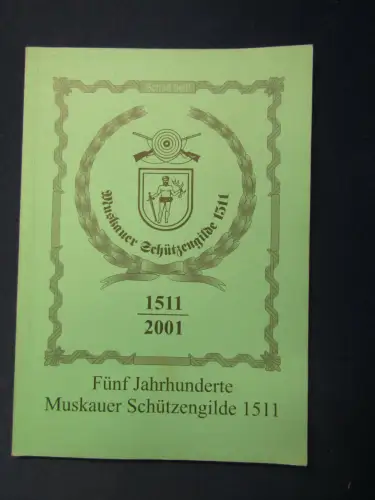 Muskauer Schützengilde 1511
1511
2001
Fünf Jahrhunderte
Muskauer Schützengilde 1511